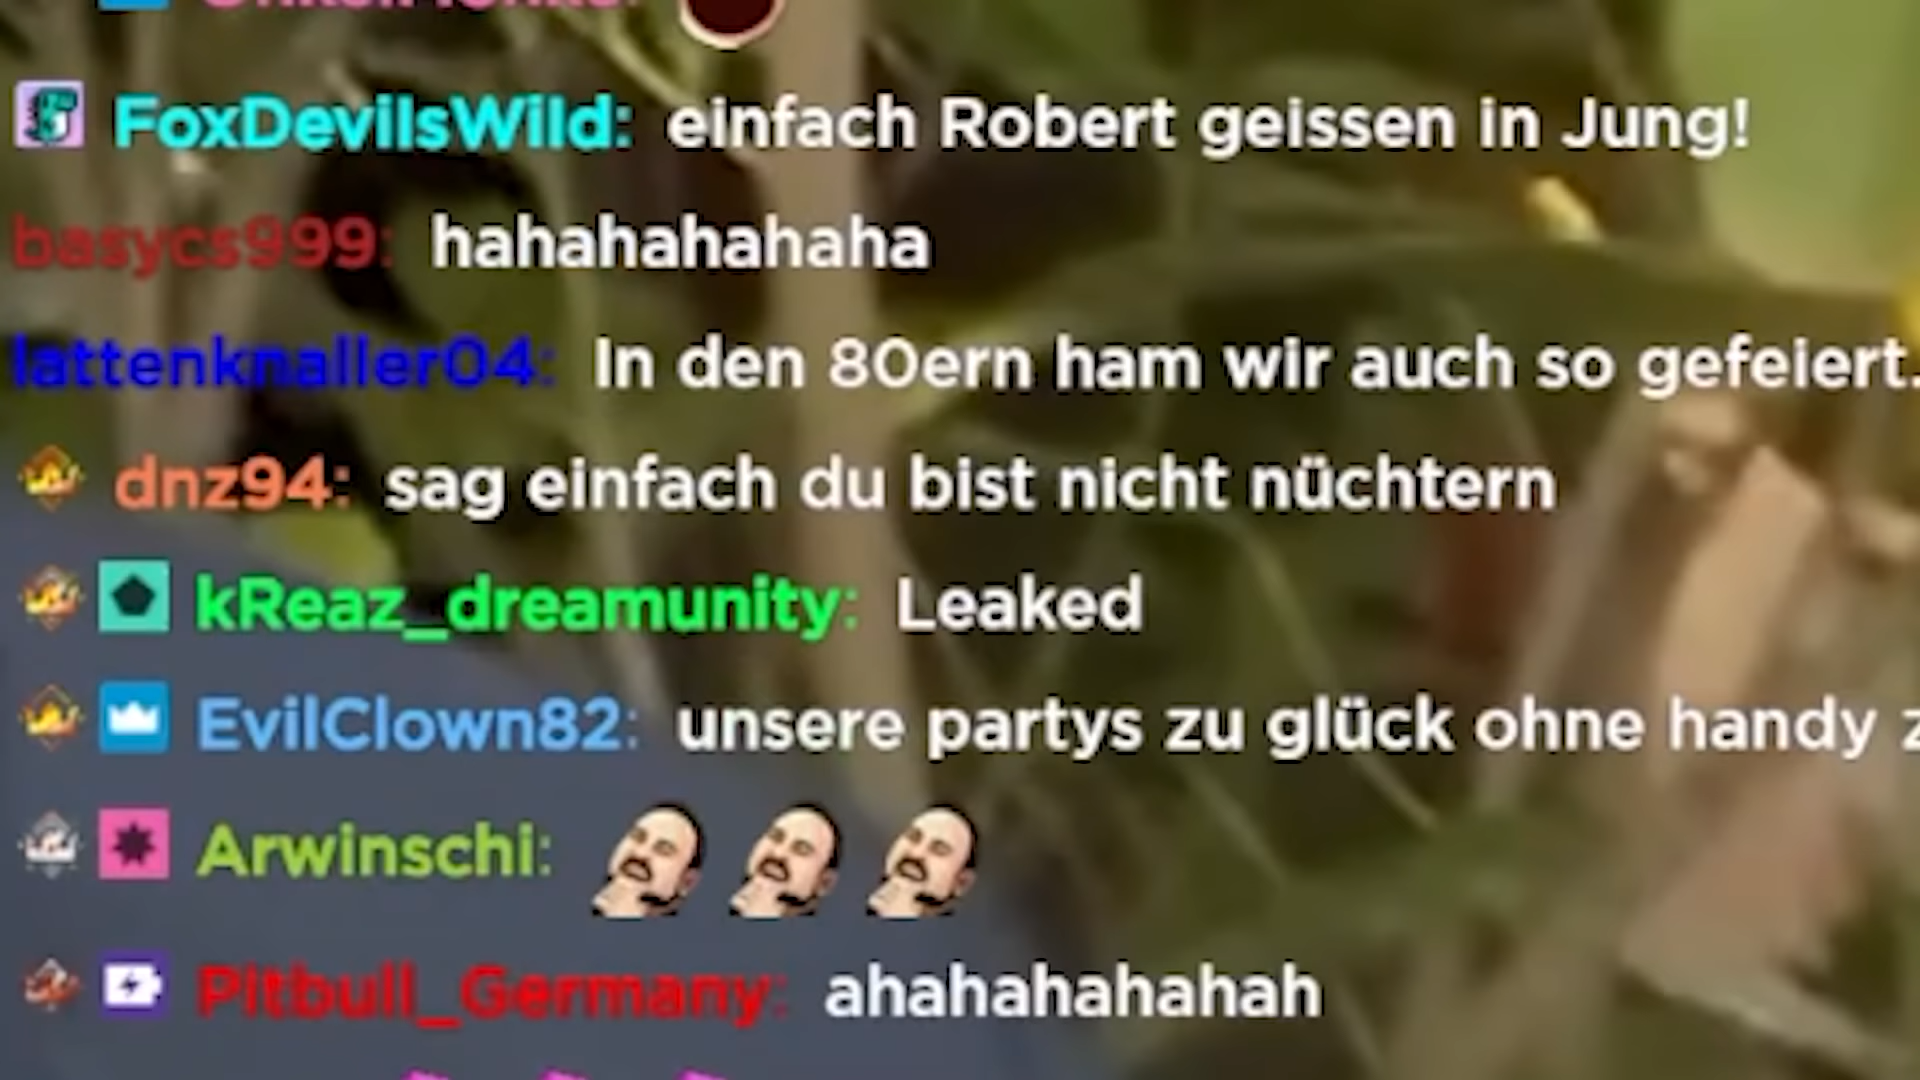 FoxDevilsWild: einfach Robert geissen in Jung!
basycs999: hahahahahaha
lattenknaller04: In den 80ern ham wir auch so gefeiert.
dnz94: sag einfach du bist nicht nüchtern
kReaz_dreamunity: Leaked
EvilClown82: unsere partys zu glück ohne handy
Arwinschi:
Pitbull_Germany: ahahahahahah